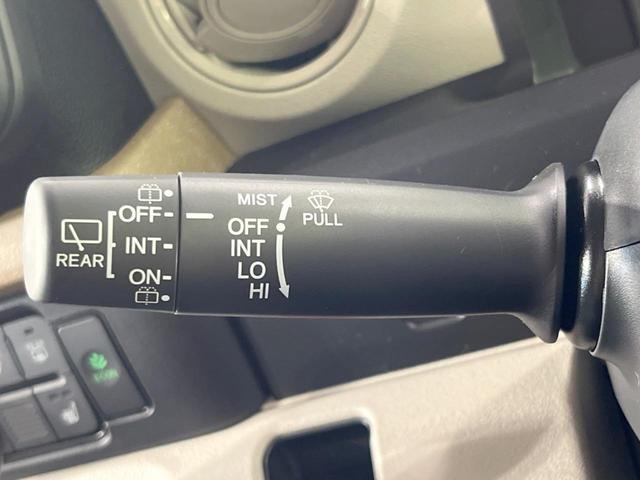 OFF
INT
ON
REAR
MIST
OFF
INT
LO
HI
PULL
ECON